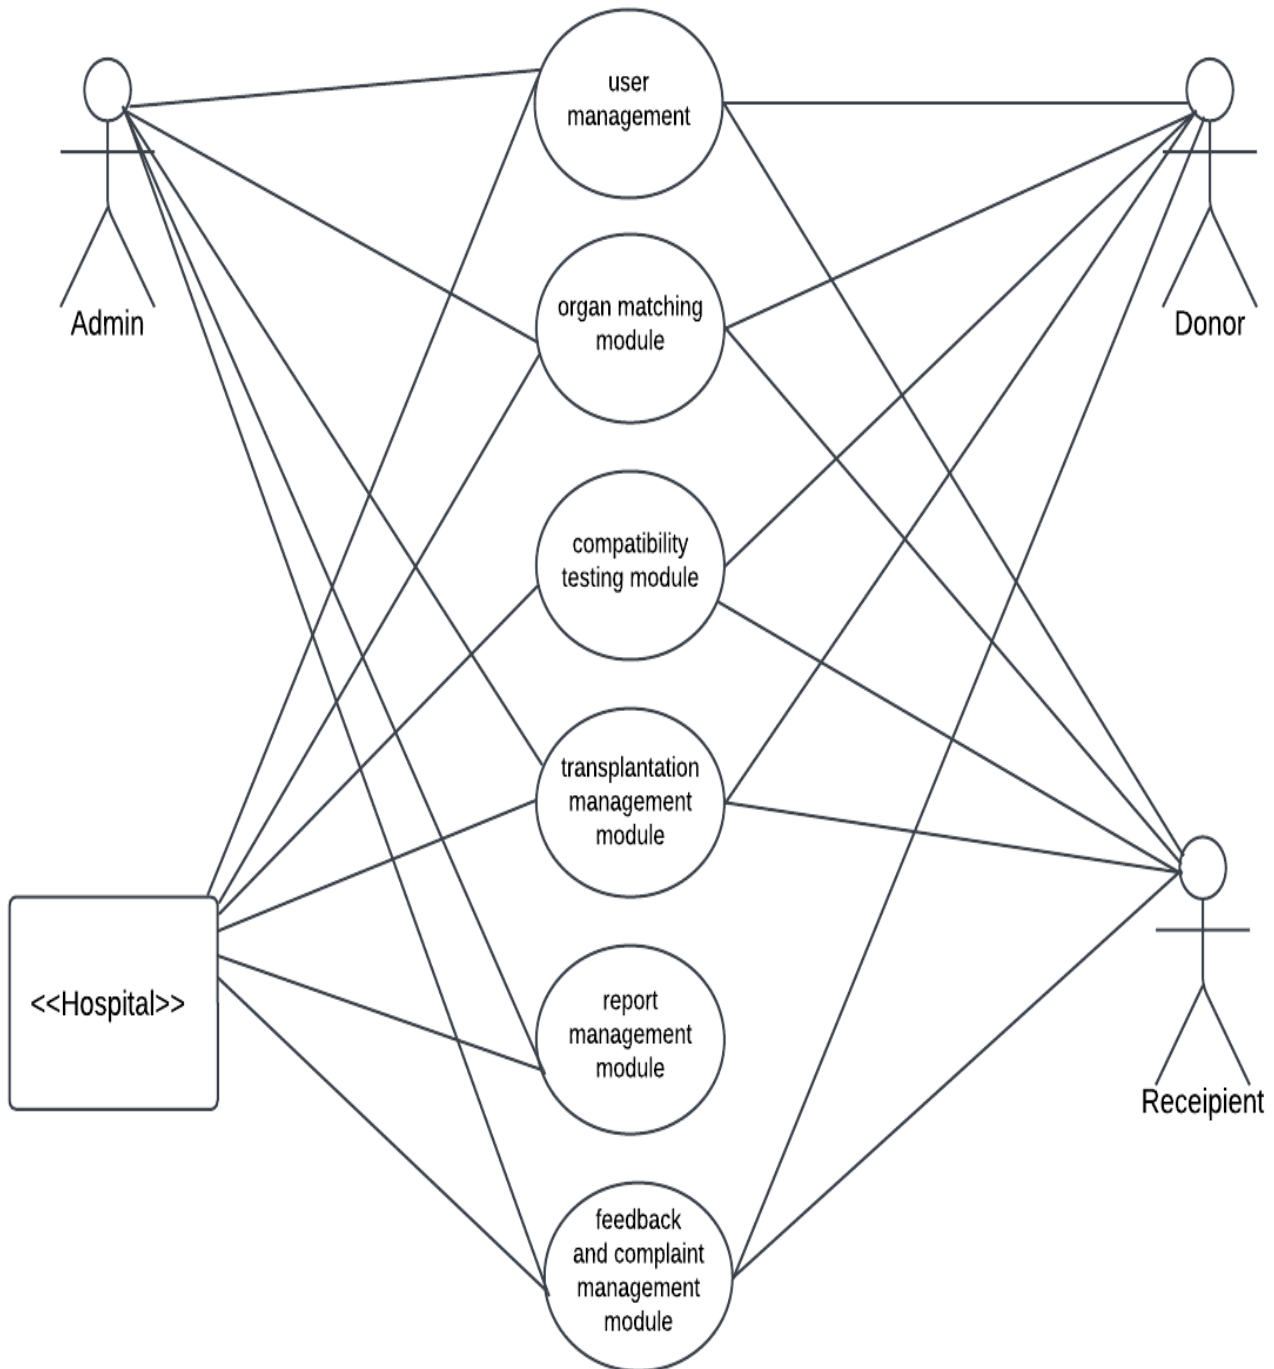 user
management
Admin
Donor
organ matching
module
compatibility
testing module
transplantation
management
module
<<Hospital>>
report
management
module
Receipient
feedback
and complaint
management
module